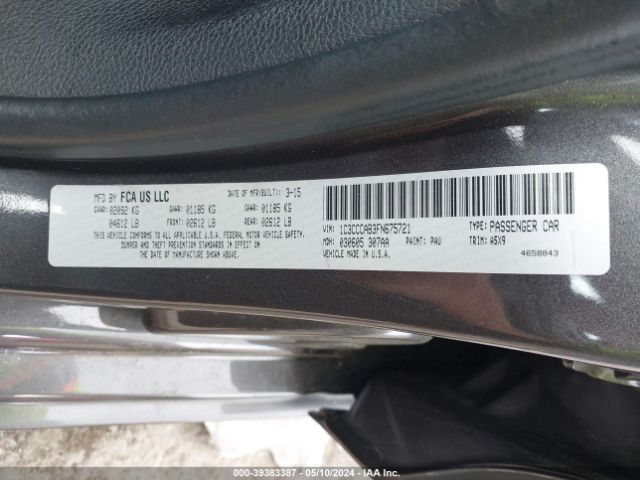 MFD. BY FCA US LLC DATE OF MFR(BUILT): 3-15
GVWR: 02092 KG GAWR: 01185 KG GAWR: 01185 KG
04612 LB FRONT: 02612 LB REAR: 02612 LB
THIS VEHICLE CONFORMS TO ALL APPLICABLE U.S.A. FEDERAL MOTOR VEHICLE SAFETY,
BUMPER AND THEFT PREVENTION STANDARDS IN EFFECT ON
THE DATE OF MANUFACTURE SHOWN ABOVE.
VIN: 1C3CCCAB3FN675721 TYPE: PASSENGER CAR
MDH: 030605 307AA PAINT: PAU TRIM: A5X9
VEHICLE MADE IN U.S.A. 4658843
000-39383387 - 05/10/2024 - IAA Inc.